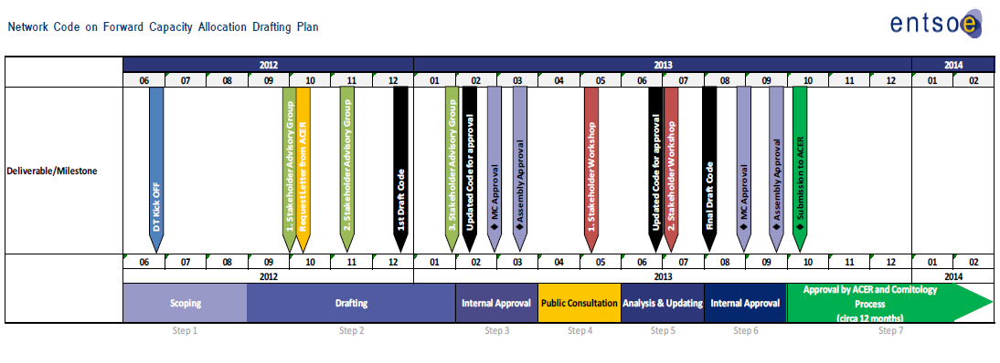 Network Code on Forward Capacity Allocation Drafting Plan
entsoe
2012
2013
2014
06 07 08 09 10 11 12 01 02 03 04 05 06 07 08 09 10 11 12 01 02
Deliverable/Milestone
DT Kick OFF
1. Stakeholder Advisory Group
Request Letter from ACER
2. Stakeholder Advisory Group
1st Draft Code
3. Stakeholder Advisory Group
Updated Code for approval
◆ MC Approval
◆ Assembly Approval
1. Stakeholder Workshop
Updated Code for approval
2. Stakeholder Workshop
Final Draft Code
◆ MC Approval
◆ Assembly Approval
◆ Submission to ACER
06 07 08 09 10 11 12 01 02 03 04 05 06 07 08 09 10 11 12 01 02
2012
2013
2014
Scoping
Drafting
Internal Approval
Public Consultation
Analysis & Updating
Internal Approval
Approval by ACER and Comitology
Process
(circa 12 months)
Step 1
Step 2
Step 3
Step 4
Step 5
Step 6
Step 7